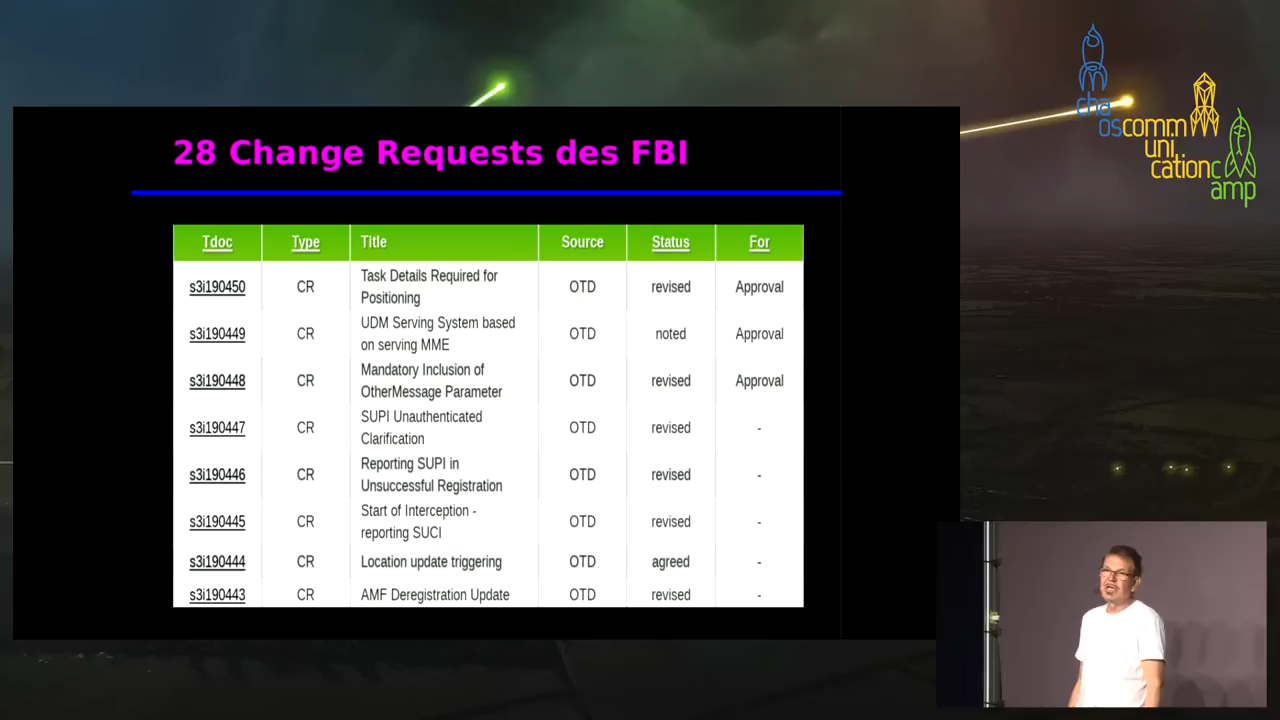 chaos
communi
cationcamp
28 Change Requests des FBI
Tdoc Type Title Source Status For
s3i190450 CR Task Details Required for Positioning OTD revised Approval
s3i190449 CR UDM Serving System based on serving MME OTD noted Approval
s3i190448 CR Mandatory Inclusion of OtherMessage Parameter OTD revised Approval
s3i190447 CR SUPI Unauthenticated Clarification OTD revised -
s3i190446 CR Reporting SUPI in Unsuccessful Registration OTD revised -
s3i190445 CR Start of Interception - reporting SUCI OTD revised -
s3i190444 CR Location update triggering OTD agreed -
s3i190443 CR AMF Deregistration Update OTD revised -